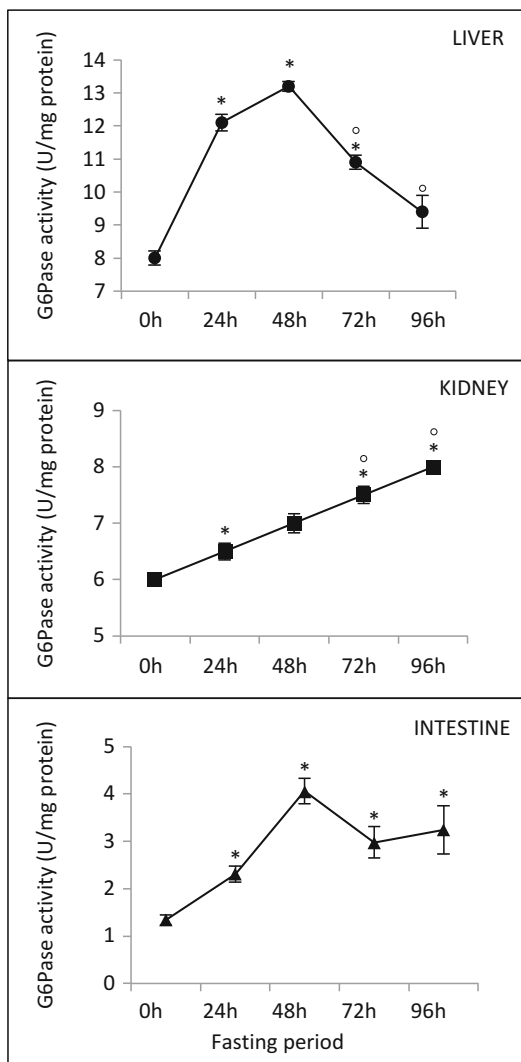 LIVER
G6Pase activity (U/mg protein)
14
13
12
11
10
9
8
7
* * ° * °
0h 24h 48h 72h 96h
KIDNEY
G6Pase activity (U/mg protein)
9
8
7
6
5
* ° * ° *
0h 24h 48h 72h 96h
INTESTINE
G6Pase activity (U/mg protein)
5
4
3
2
1
0
* * * *
0h 24h 48h 72h 96h
Fasting period